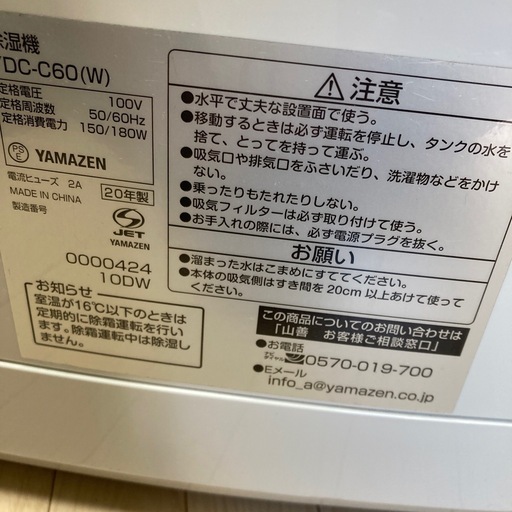 除湿機
YDC-C60(W)
定格電圧 100V
定格周波数 50/60Hz
定格消費電力 150/180W
PS
E
YAMAZEN
電流ヒューズ 2A
MADE IN CHINA
20年製
製造番号
JET
YAMAZEN
0000424
10DW
お知らせ
室温が16℃以下のときは
定期的に除霜運転を行い
ます。除霜運転中は除湿し
ません。
注意
●水平で丈夫な設置面で使う。
●移動するときは必ず運転を停止し、タンクの水を
捨て、とってを持って運ぶ。
●吸気口や排気口をふさいだり、洗濯物などをかけ
ない。
●乗ったりもたれたりしない。
●吸気フィルターは必ず取り付けて使う。
●お手入れの際には、必ず電源プラグを抜く。
お願い
●溜まった水はこまめにすててください。
●本体の吸気側はすき間を20cm以上あけて使って
ください。
この商品についてのお問い合わせは
「山善 お客様ご相談窓口」
●お電話
0570-019-700
●Eメール
info_a@yamazen.co.jp